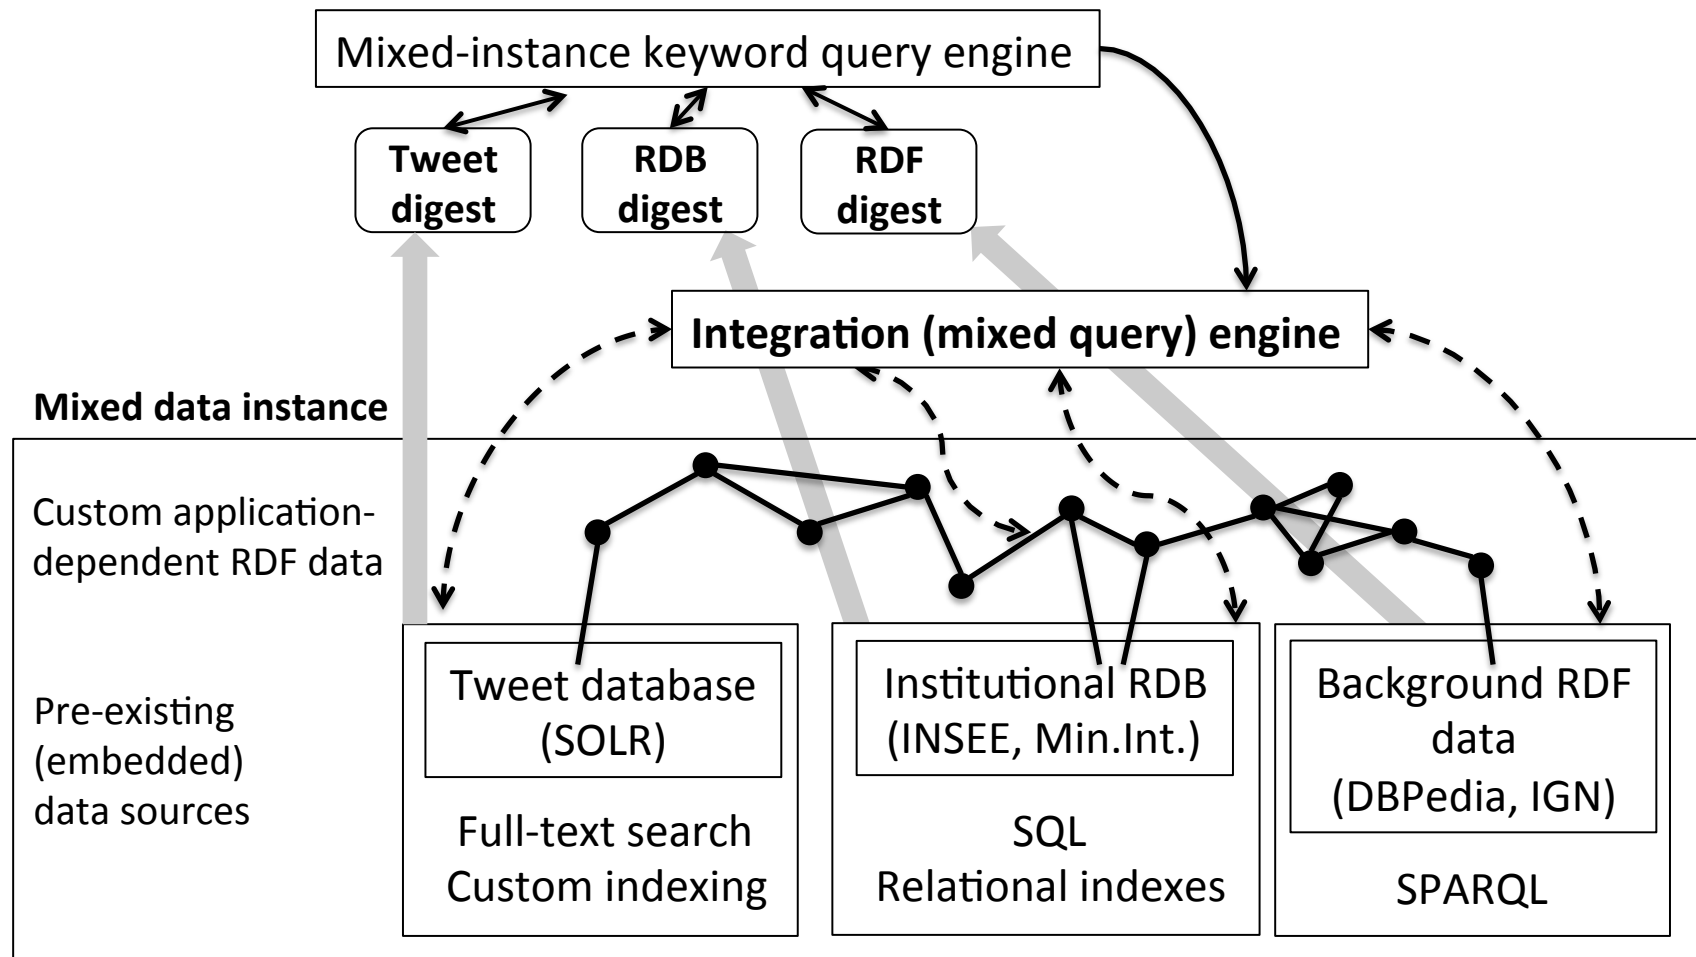 Mixed-instance keyword query engine
Tweet
digest
RDB
digest
RDF
digest
Integration (mixed query) engine
Mixed data instance
Custom application-
dependent RDF data
Pre-existing
(embedded)
data sources
Tweet database
(SOLR)
Full-text search
Custom indexing
Institutional RDB
(INSEE, Min.Int.)
SQL
Relational indexes
Background RDF
data
(DBPedia, IGN)
SPARQL